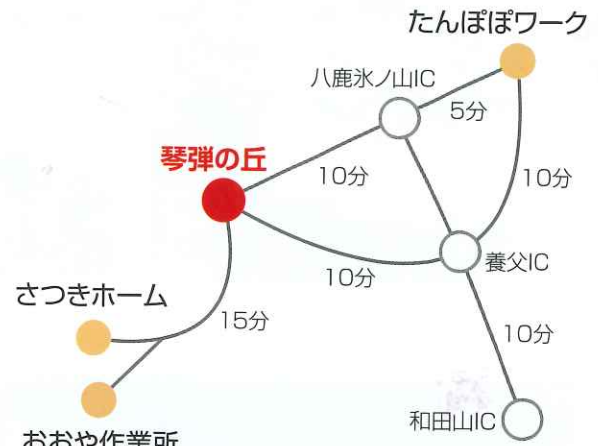 たんぽぽワーク
八鹿氷ノ山IC
5分
琴弾の丘
10分
10分
養父IC
10分
さつきホーム
15分
10分
和田山IC
おおや作業所